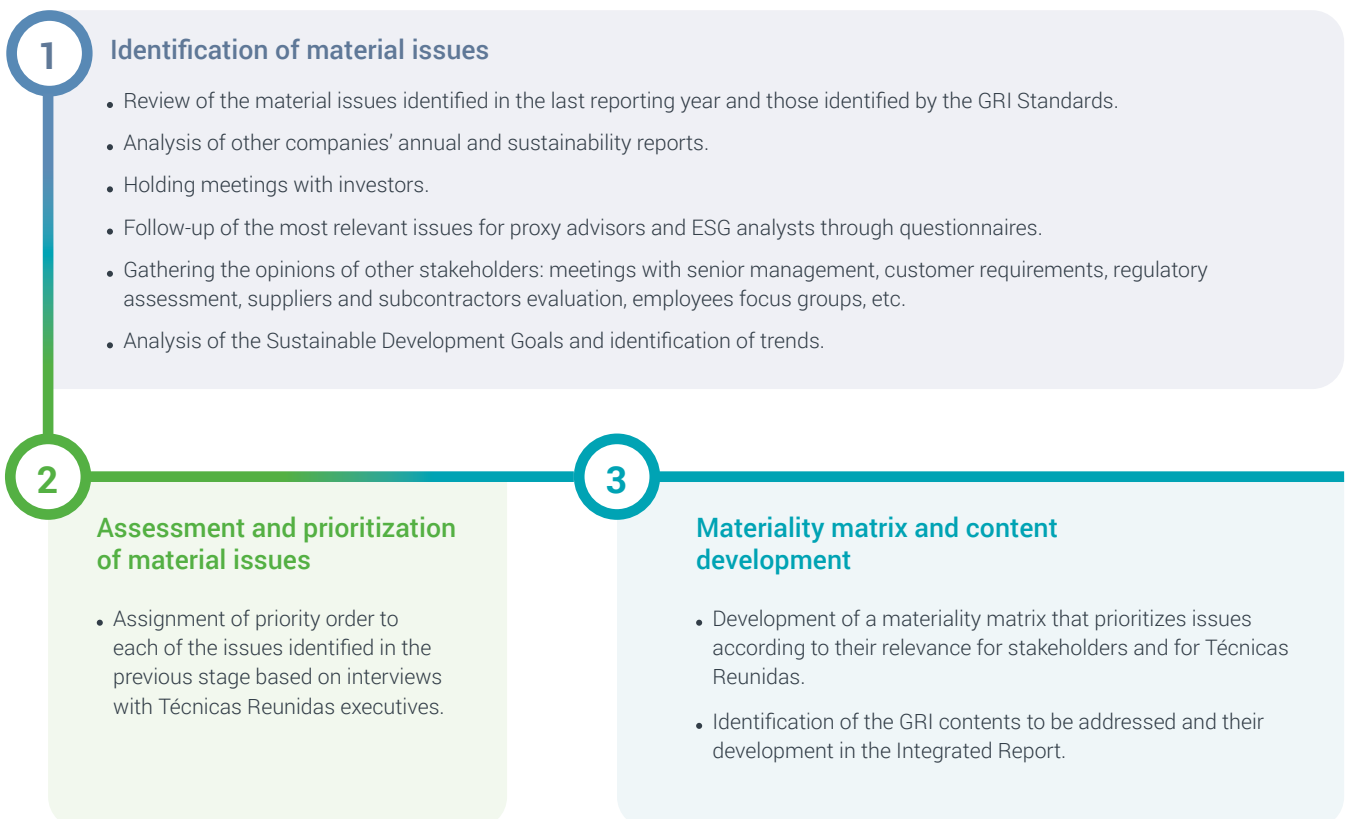 1
Identification of material issues
• Review of the material issues identified in the last reporting year and those identified by the GRI Standards.
• Analysis of other companies’ annual and sustainability reports.
• Holding meetings with investors.
• Follow-up of the most relevant issues for proxy advisors and ESG analysts through questionnaires.
• Gathering the opinions of other stakeholders: meetings with senior management, customer requirements, regulatory
assessment, suppliers and subcontractors evaluation, employees focus groups, etc.
• Analysis of the Sustainable Development Goals and identification of trends.
2
Assessment and prioritization
of material issues
• Assignment of priority order to
each of the issues identified in the
previous stage based on interviews
with Técnicas Reunidas executives.
3
Materiality matrix and content
development
• Development of a materiality matrix that prioritizes issues
according to their relevance for stakeholders and for Técnicas
Reunidas.
• Identification of the GRI contents to be addressed and their
development in the Integrated Report.